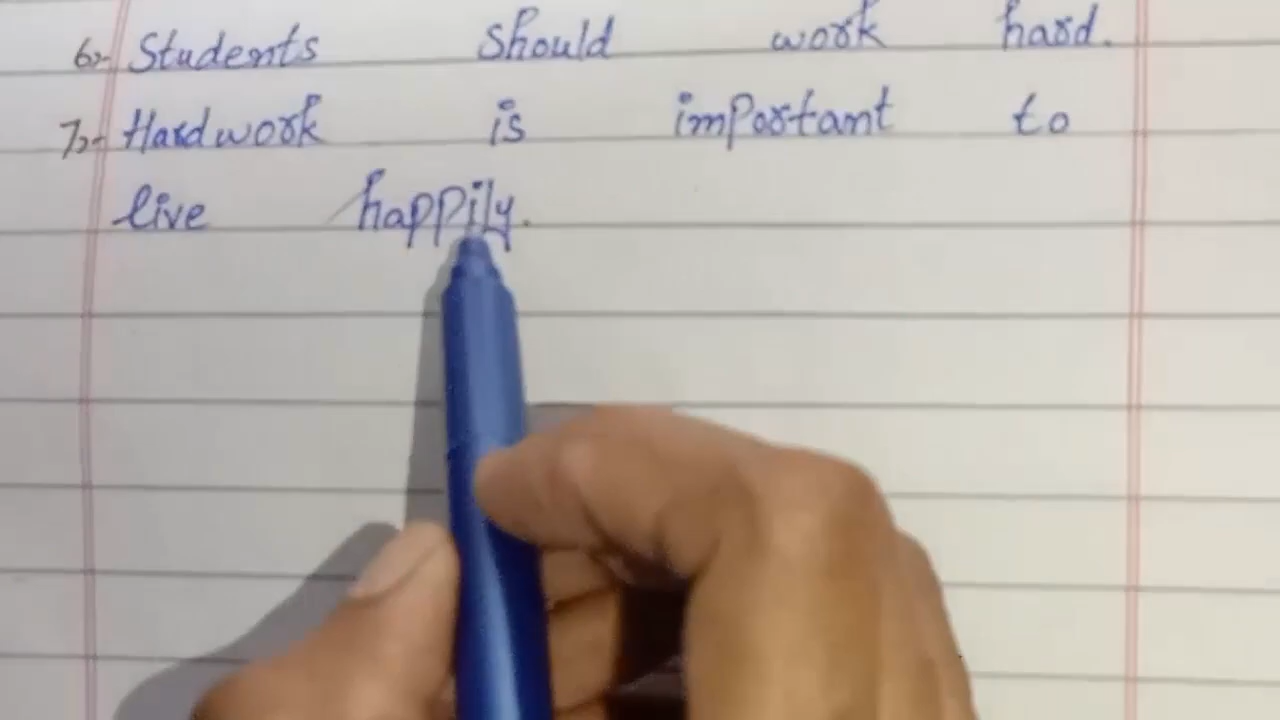 6:- Students should work hard.
7:- Hardwork is important to
live happily.